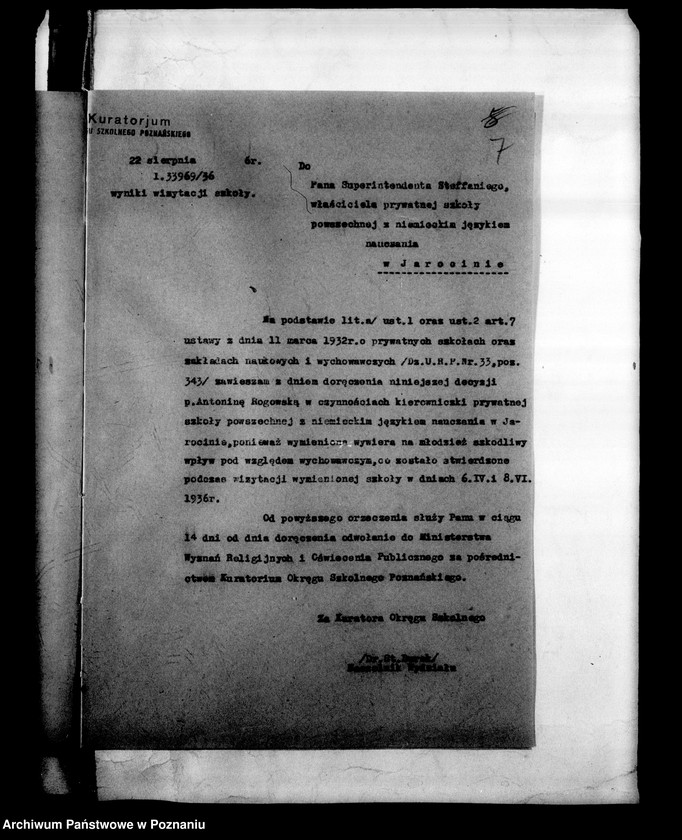 Kuratorjum
SZKOLNEGO POZNAŃSKIEGO
7
22 sierpnia 6r.
1.33969/36
wyniki wizytacji szkoły.
Do
Pana Superintendenta Steffaniego,
właściciela prywatnej szkoły
powszechnej z niemieckim językiem
nauczania
w Jarocinie
Na podstawie lit.a/ ust.1 oraz ust.2 art.7
ustawy z dnia 11 marca 1932r.o prywatnych szkołach oraz
zakładach naukowych i wychowawczych /Dz.U.R.P.Nr.33,poz.
343/ zawieszam z dniem doręczenia niniejszej decyzji
p.Antoninę Rogowską w czynnościach kierowniczki prywatnej
szkoły powszechnej z niemieckim językiem nauczania w Ja-
rocinie,ponieważ wymieniona wywiera na młodzież szkodliwy
wpływ pod względem wychowawczym,co zostało stwierdzone
podczas wizytacji wymienionej szkoły w dniach 6.IV.i 8.VI.
1936r.
Od powyższego orzeczenia służy Panu w ciągu
14 dni od dnia doręczenia odwołanie do Ministerstwa
Wyznań Religijnych i Oświecenia Publicznego za pośredni-
ctwem Kuratorium Okręgu Szkolnego Poznańskiego.
Za Kuratora Okręgu Szkolnego
/Dr.St. /
Naczelnik Wydziału
Archiwum Państwowe w Poznaniu